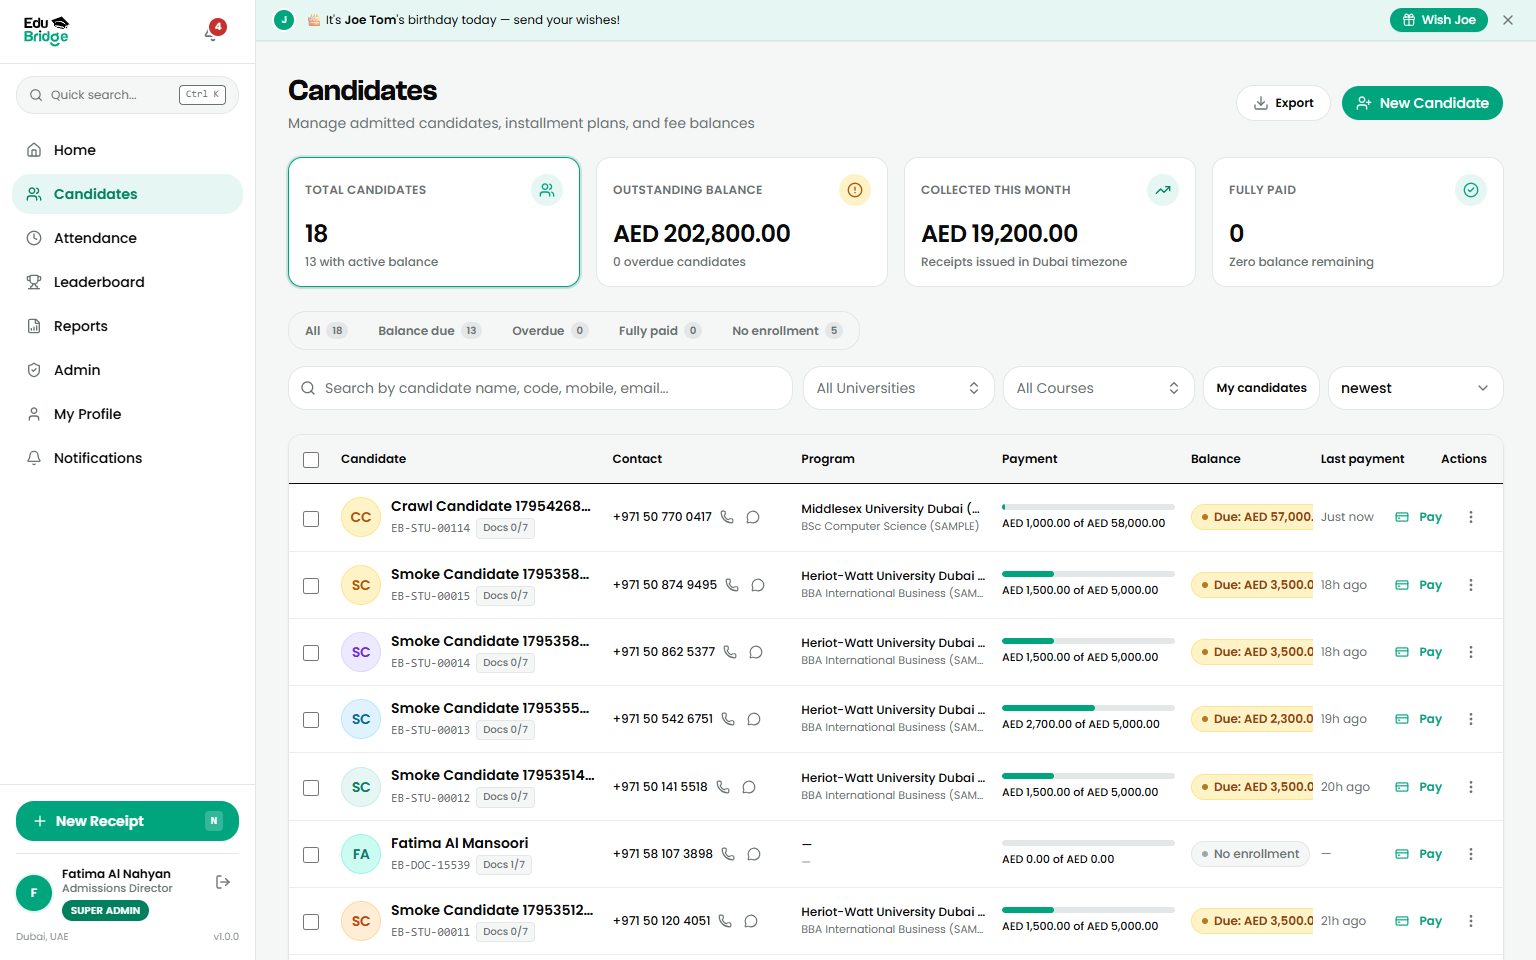 Edu
Bridge
4
Quick search...
Ctrl K
Home
Candidates
Attendance
Leaderboard
Reports
Admin
My Profile
Notifications
New Receipt
N
F
Fatima Al Nahyan
Admissions Director
SUPER ADMIN
Dubai, UAE
v1.0.0
J
It's Joe Tom's birthday today — send your wishes!
Wish Joe
Candidates
Manage admitted candidates, installment plans, and fee balances
Export
New Candidate
TOTAL CANDIDATES
18
13 with active balance
OUTSTANDING BALANCE
AED 202,800.00
0 overdue candidates
COLLECTED THIS MONTH
AED 19,200.00
Receipts issued in Dubai timezone
FULLY PAID
0
Zero balance remaining
All 18
Balance due 13
Overdue 0
Fully paid 0
No enrollment 5
Search by candidate name, code, mobile, email...
All Universities
All Courses
My candidates
newest
Candidate Contact Program Payment Balance Last payment Actions
CC
Crawl Candidate 17954268...
EB-STU-00114 Docs 0/7
+971 50 770 0417
Middlesex University Dubai (...
BSc Computer Science (SAMPLE)
AED 1,000.00 of AED 58,000.00
Due: AED 57,000.
Just now
Pay
SC
Smoke Candidate 1795358...
EB-STU-00015 Docs 0/7
+971 50 874 9495
Heriot-Watt University Dubai ...
BBA International Business (SAM...
AED 1,500.00 of AED 5,000.00
Due: AED 3,500.0
18h ago
Pay
SC
Smoke Candidate 1795358...
EB-STU-00014 Docs 0/7
+971 50 862 5377
Heriot-Watt University Dubai ...
BBA International Business (SAM...
AED 1,500.00 of AED 5,000.00
Due: AED 3,500.0
18h ago
Pay
SC
Smoke Candidate 1795355...
EB-STU-00013 Docs 0/7
+971 50 542 6751
Heriot-Watt University Dubai ...
BBA International Business (SAM...
AED 2,700.00 of AED 5,000.00
Due: AED 2,300.0
19h ago
Pay
SC
Smoke Candidate 17953514...
EB-STU-00012 Docs 0/7
+971 50 141 5518
Heriot-Watt University Dubai ...
BBA International Business (SAM...
AED 1,500.00 of AED 5,000.00
Due: AED 3,500.0
20h ago
Pay
FA
Fatima Al Mansoori
EB-DOC-15539 Docs 1/7
+971 58 107 3898
—
—
AED 0.00 of AED 0.00
No enrollment
—
Pay
SC
Smoke Candidate 17953512...
EB-STU-00011 Docs 0/7
+971 50 120 4051
Heriot-Watt University Dubai ...
BBA International Business (SAM...
AED 1,500.00 of AED 5,000.00
Due: AED 3,500.0
21h ago
Pay